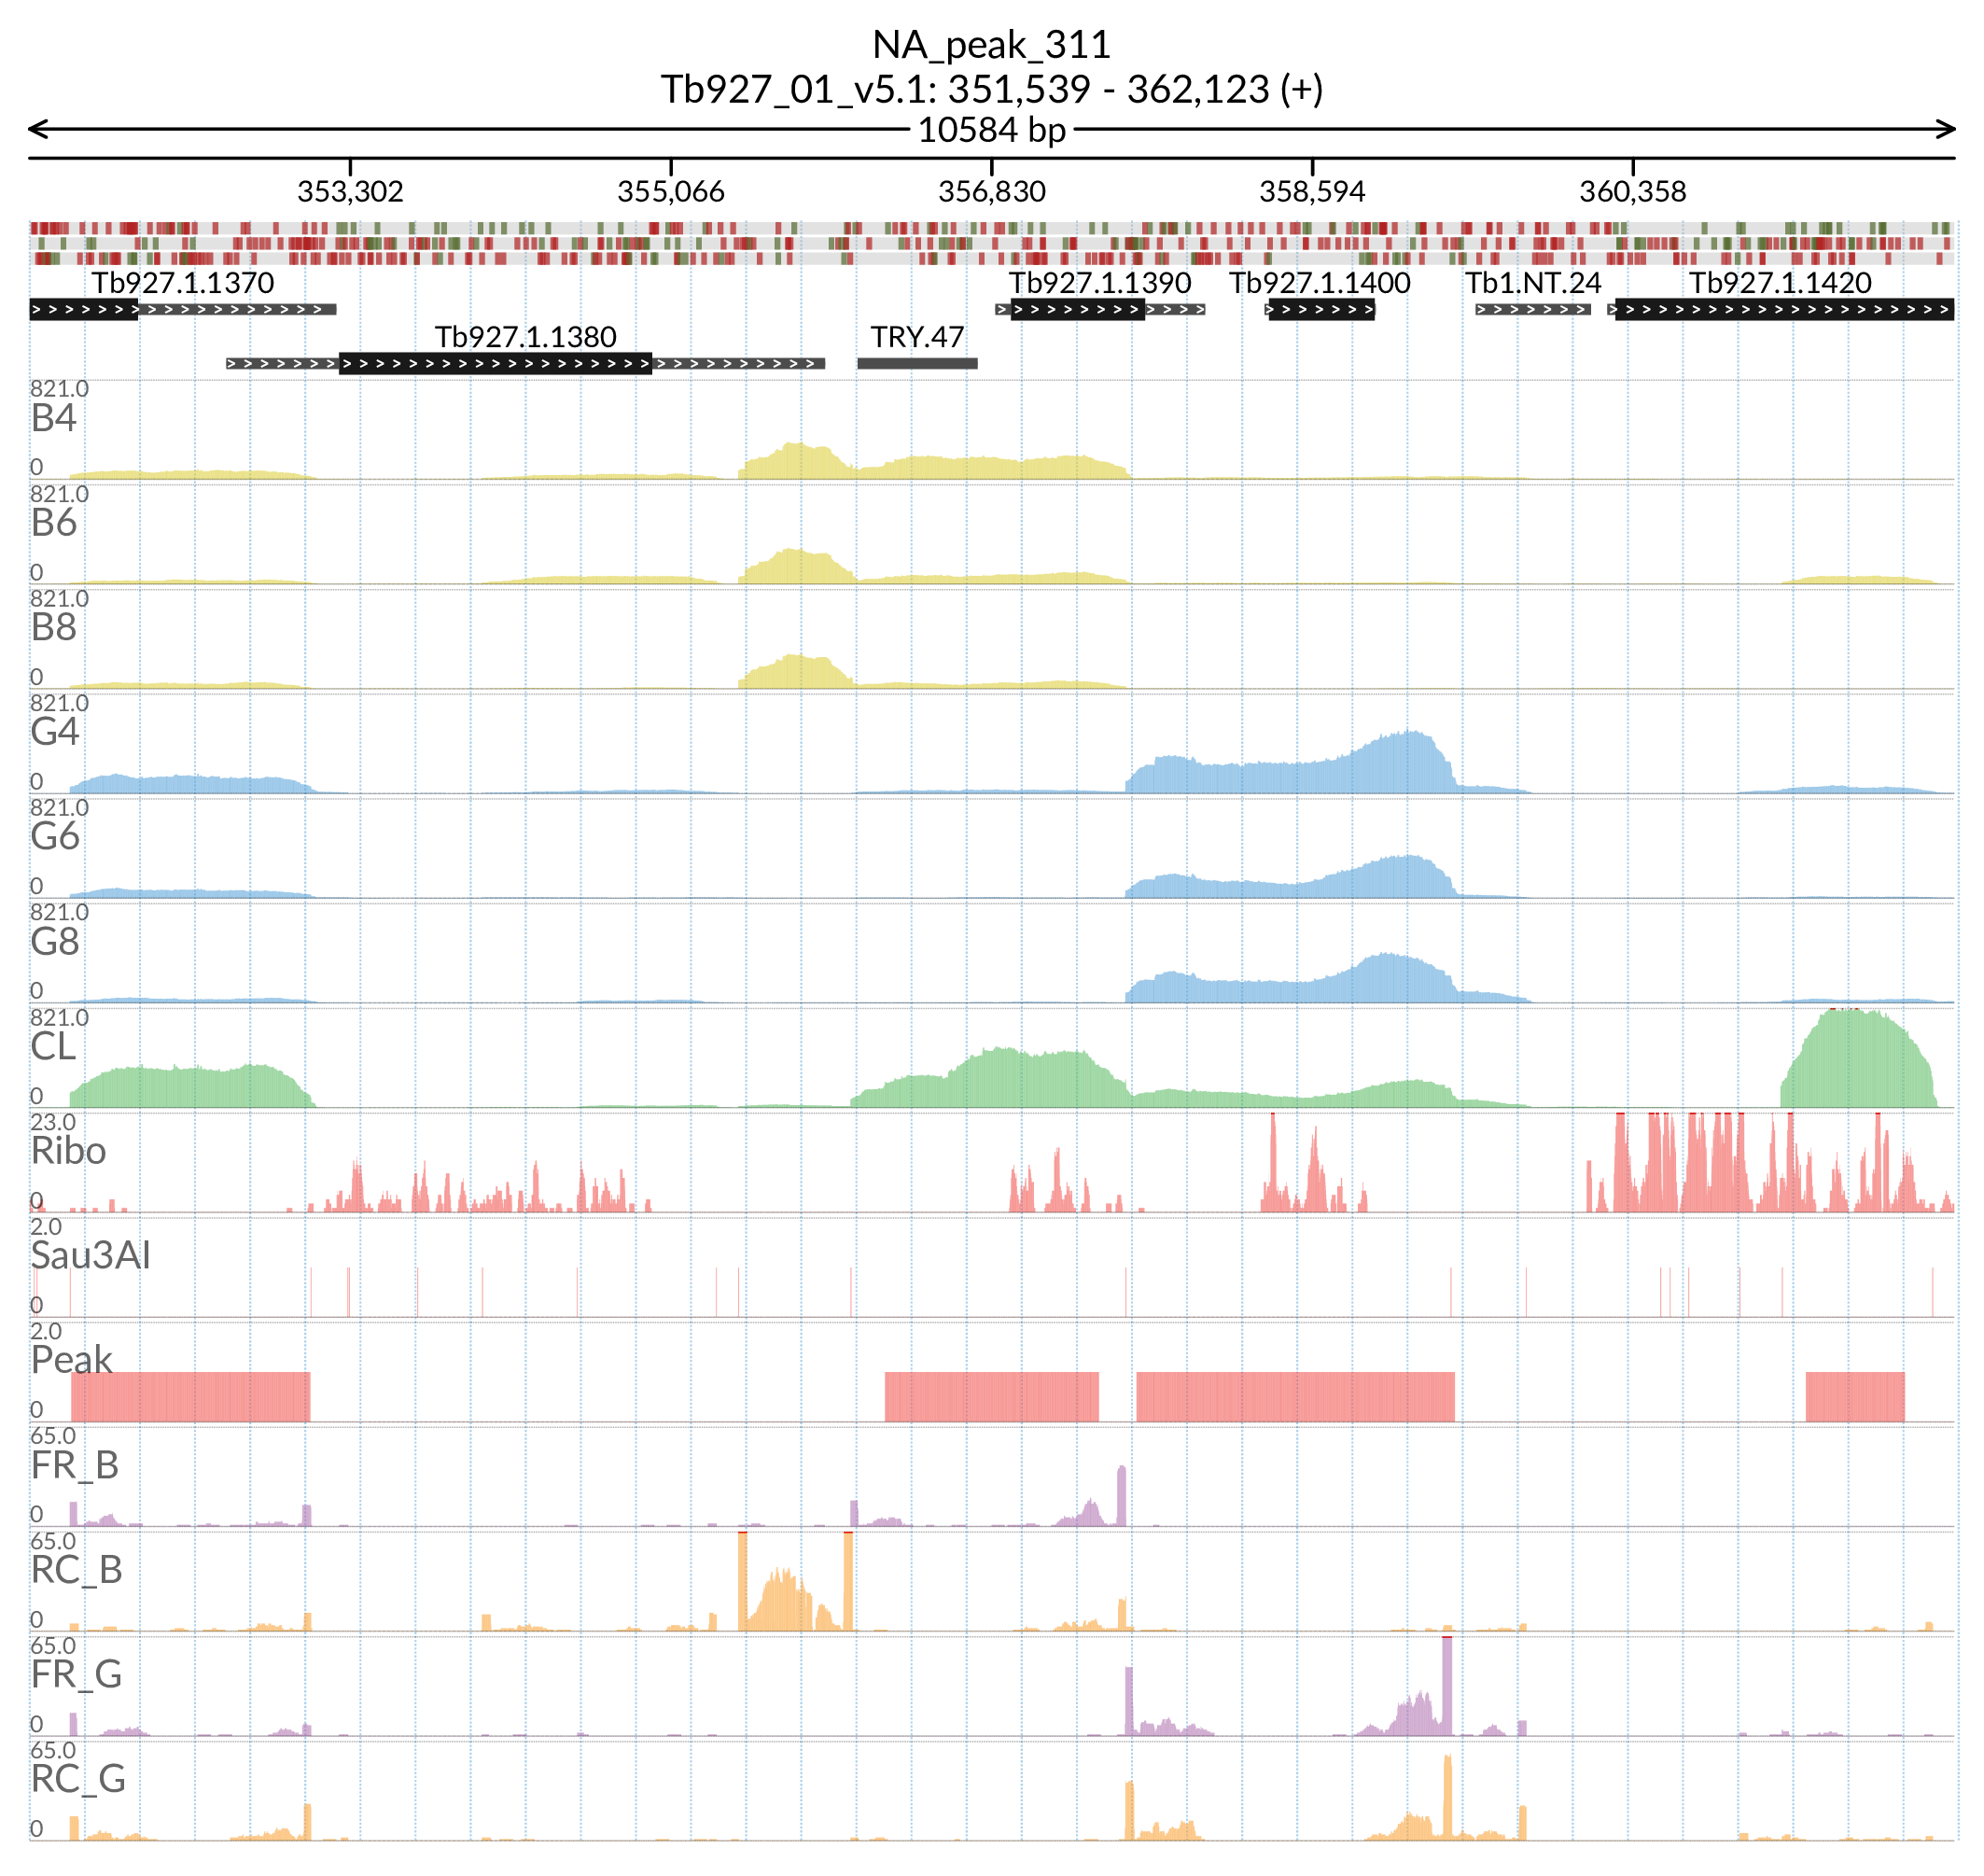 NA_peak_311
Tb927_01_v5.1: 351,539 - 362,123 (+)
10584 bp
353,302 355,066 356,830 358,594 360,358
Tb927.1.1370 Tb927.1.1390 Tb927.1.1400 Tb1.NT.24 Tb927.1.1420
Tb927.1.1380 TRY.47
821.0
B4
0
821.0
B6
0
821.0
B8
0
821.0
G4
0
821.0
G6
0
821.0
G8
0
821.0
CL
0
23.0
Ribo
0
2.0
Sau3AI
0
2.0
Peak
0
65.0
FR_B
0
65.0
RC_B
0
65.0
FR_G
0
65.0
RC_G
0